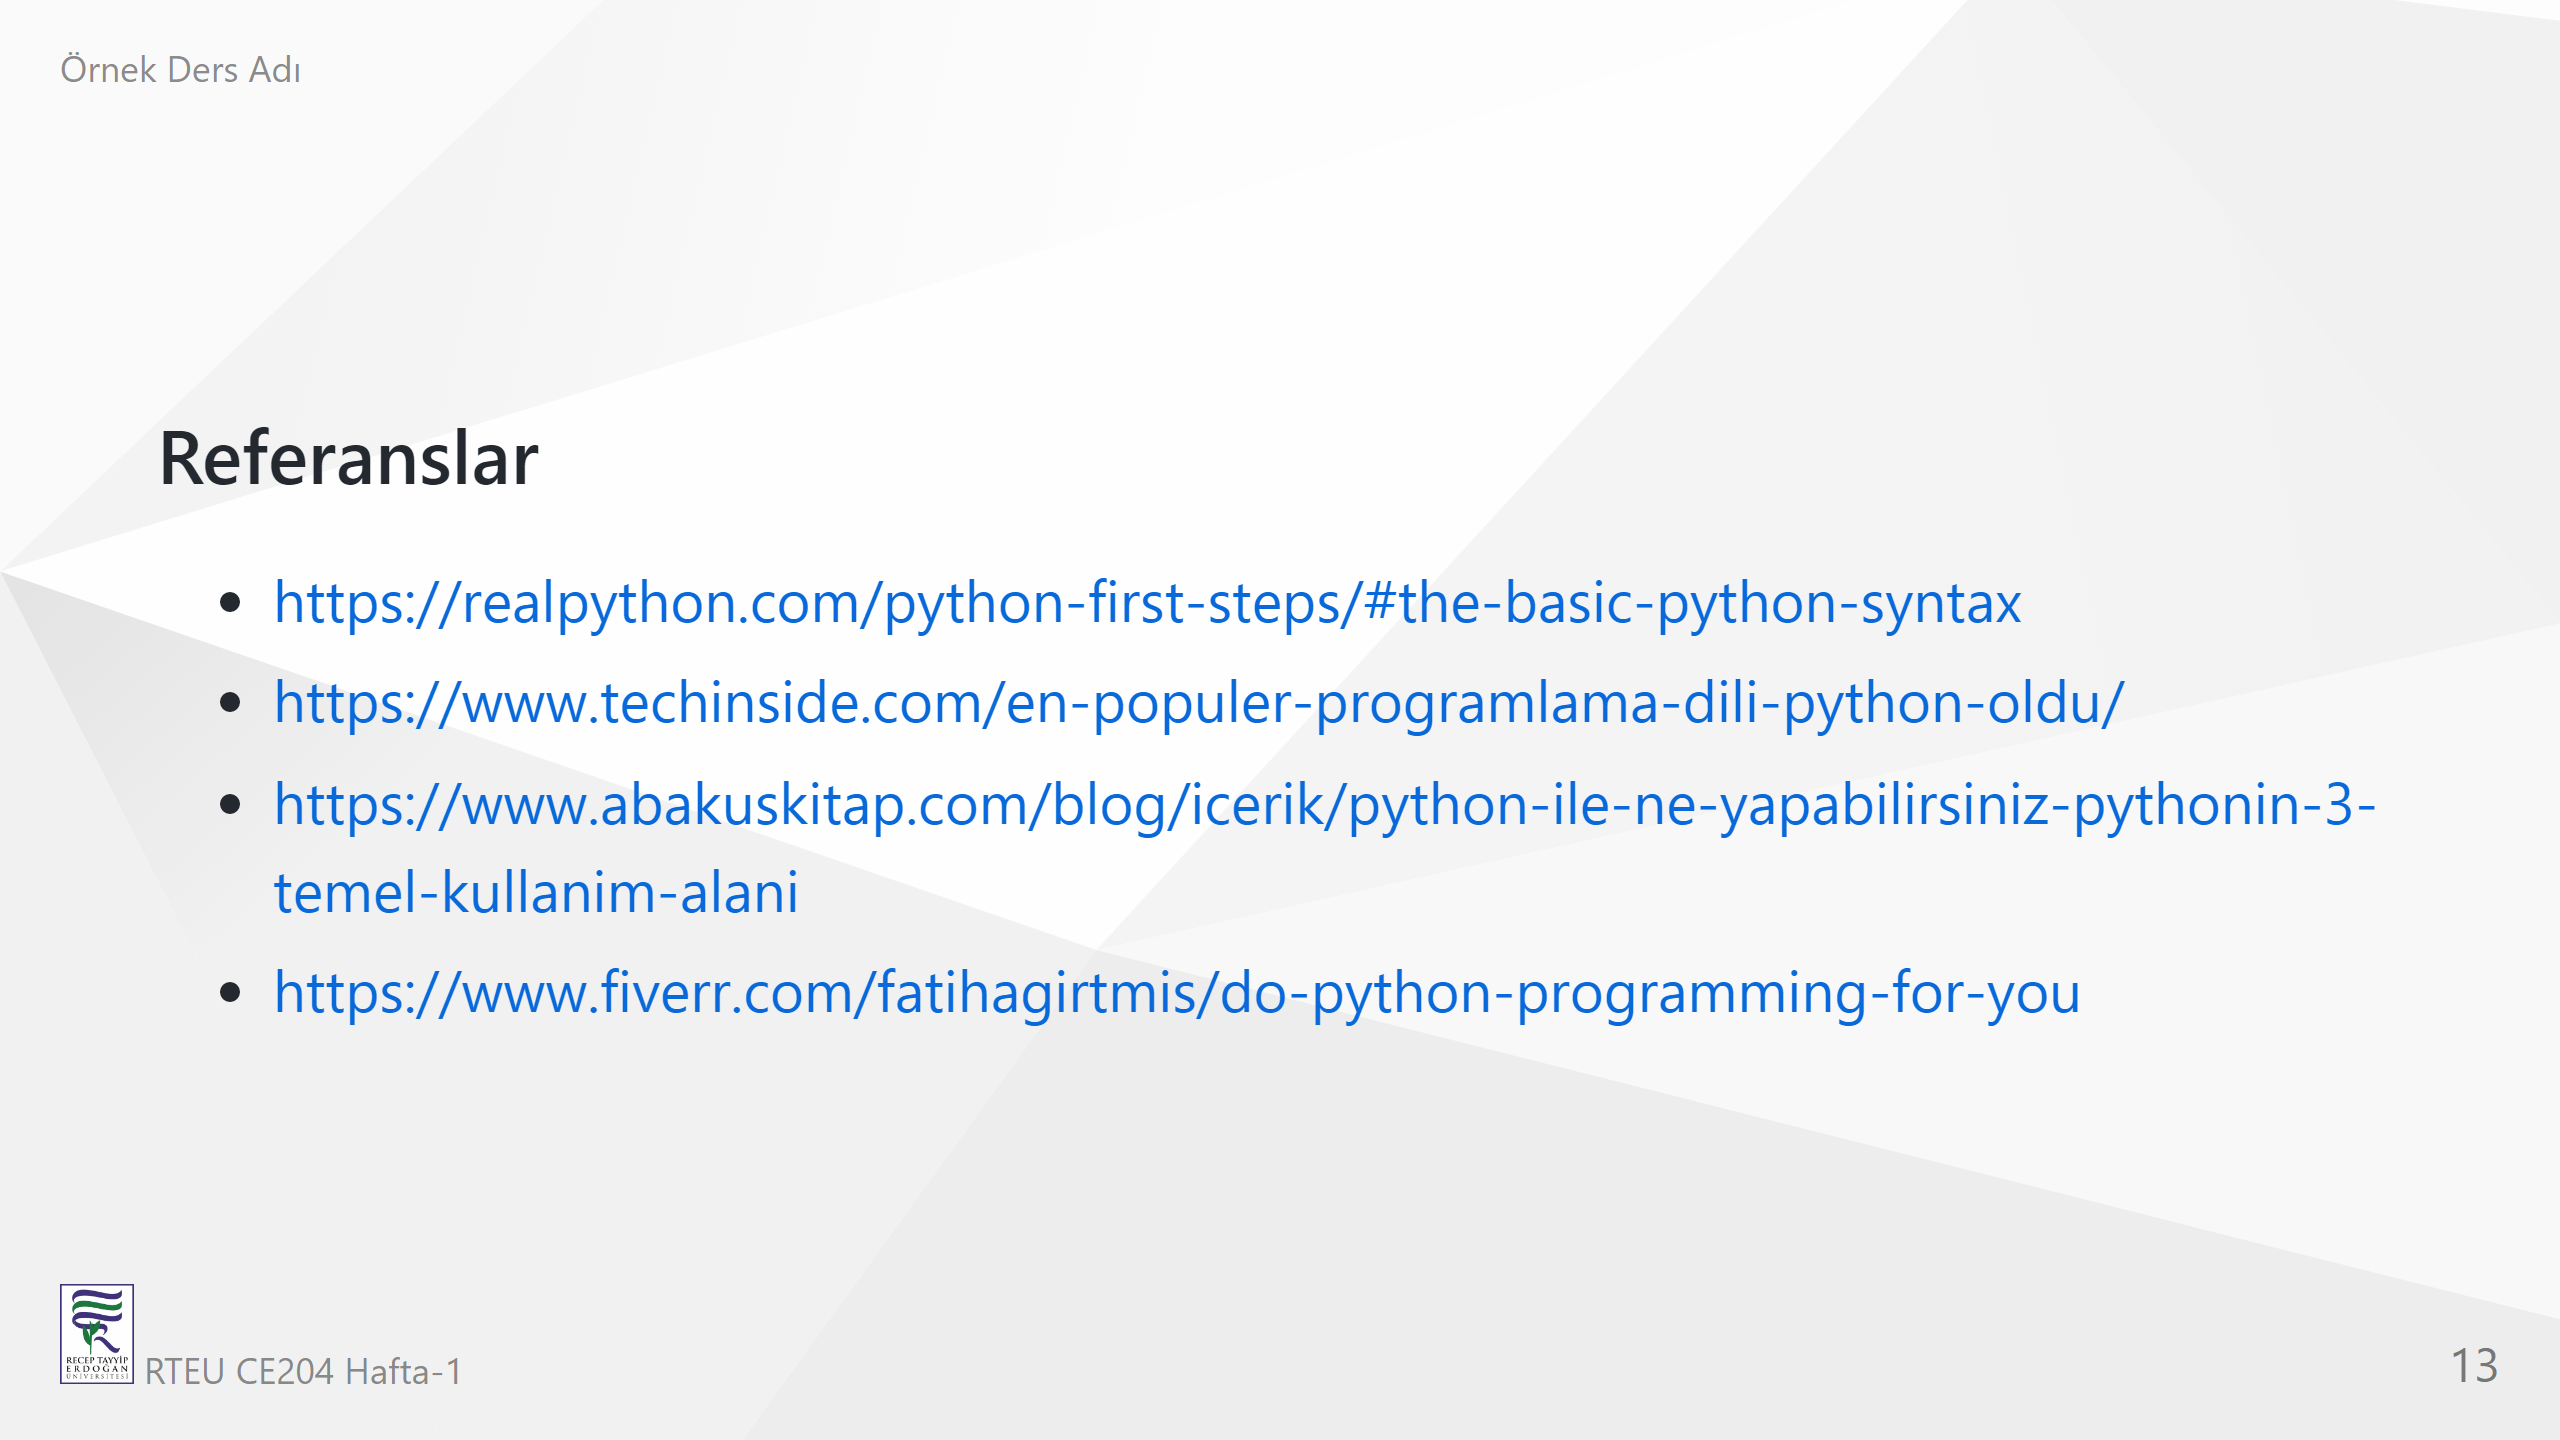 Örnek Ders Adı
Referanslar
• https://realpython.com/python-first-steps/#the-basic-python-syntax
• https://www.techinside.com/en-populer-programlama-dili-python-oldu/
• https://www.abakuskitap.com/blog/icerik/python-ile-ne-yapabilirsiniz-pythonin-3-
temel-kullanim-alani
• https://www.fiverr.com/fatihagirtmis/do-python-programming-for-you
RECEP TAYYİP
ERDOĞAN
ÜNİVERSİTESİ
RTEU CE204 Hafta-1
13